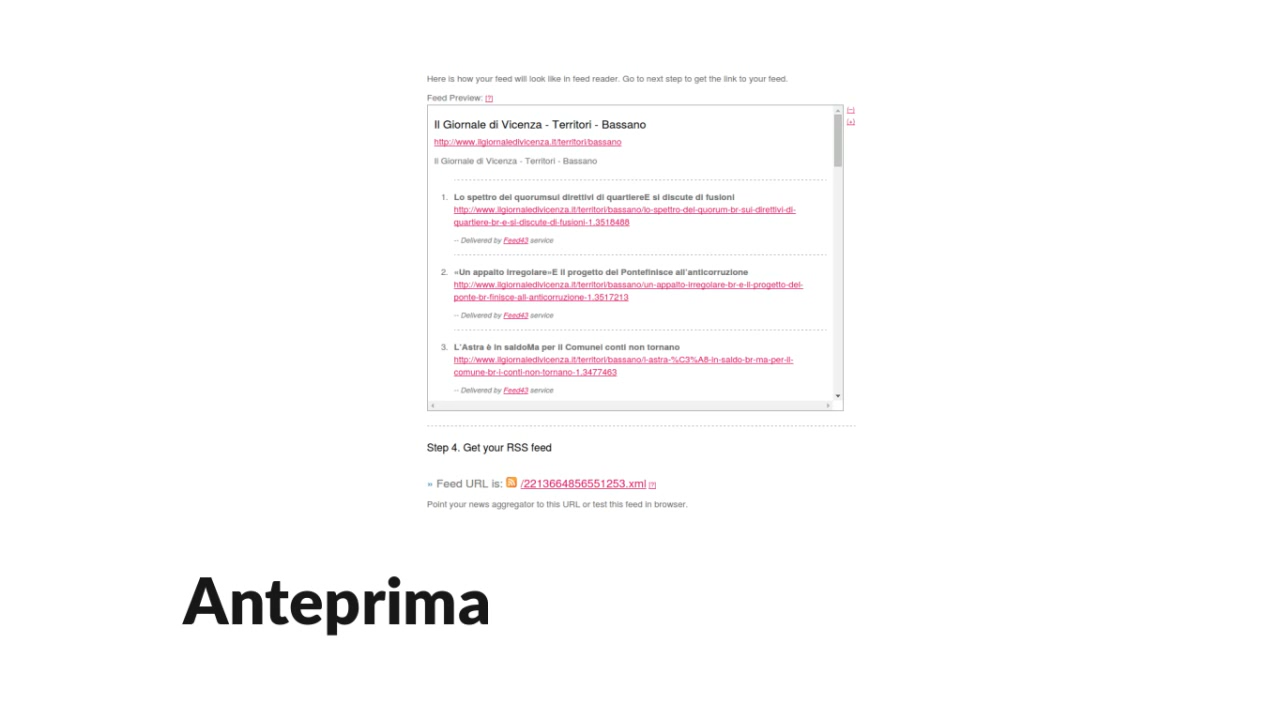 Here is how your feed will look like in feed reader. Go to next step to get the link to your feed.
Feed Preview: [?]
[–]
[+]
Il Giornale di Vicenza - Territori - Bassano
http://www.ilgiornaledivicenza.it/territori/bassano
Il Giornale di Vicenza - Territori - Bassano
1. Lo spettro del quorumsui direttivi di quartiereE si discute di fusioni
http://www.ilgiornaledivicenza.it/territori/bassano/lo-spettro-del-quorum-br-sui-direttivi-di-
quartiere-br-e-si-discute-di-fusioni-1.3518488
-- Delivered by Feed43 service
2. «Un appalto irregolare»E il progetto del Pontefinisce all'anticorruzione
http://www.ilgiornaledivicenza.it/territori/bassano/un-appalto-irregolare-br-e-il-progetto-del-
ponte-br-finisce-all-anticorruzione-1.3517213
-- Delivered by Feed43 service
3. L'Astra è in saldoMa per il Comunei conti non tornano
http://www.ilgiornaledivicenza.it/territori/bassano/l-astra-%C3%A8-in-saldo-br-ma-per-il-
comune-br-i-conti-non-tornano-1.3477463
-- Delivered by Feed43 service
Step 4. Get your RSS feed
» Feed URL is: /2213664856551253.xml [?]
Point your news aggregator to this URL or test this feed in browser.
Anteprima